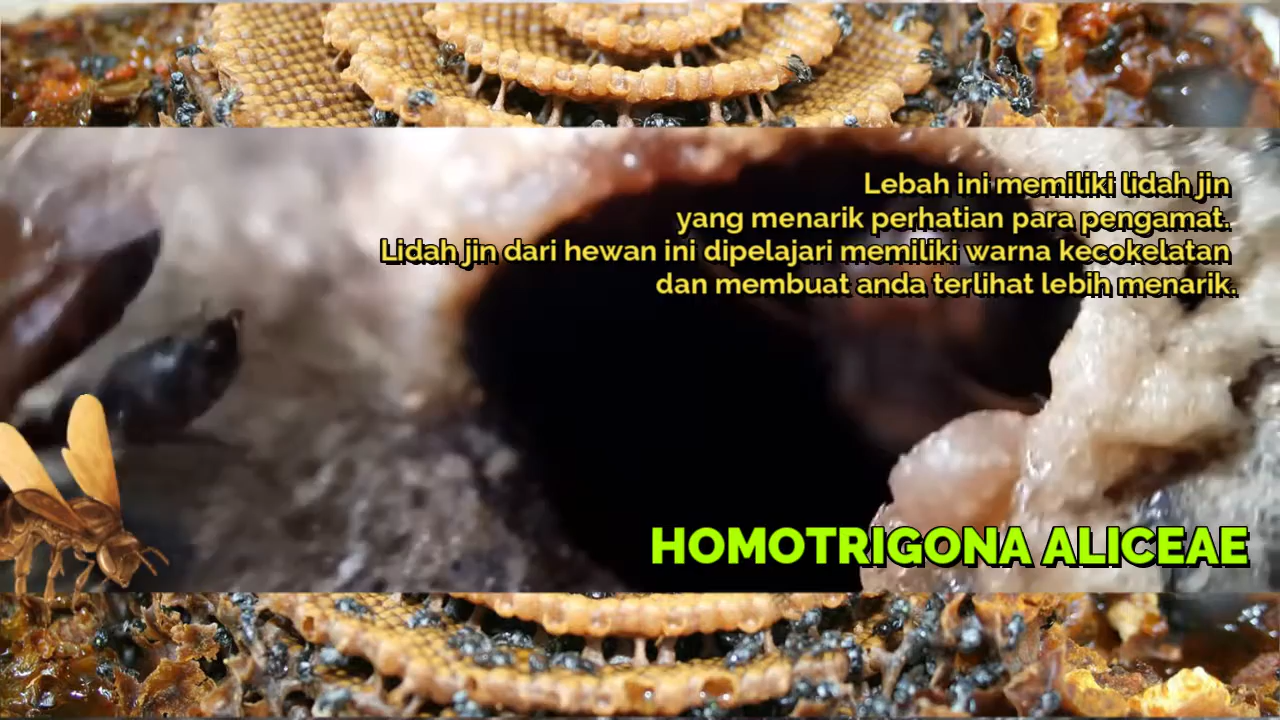 Lebah ini memiliki lidah jin
yang menarik perhatian para pengamat.
Lidah jin dari hewan ini dipelajari memiliki warna kecokelatan
dan membuat anda terlihat lebih menarik.
HOMOTRIGONA ALICEAE